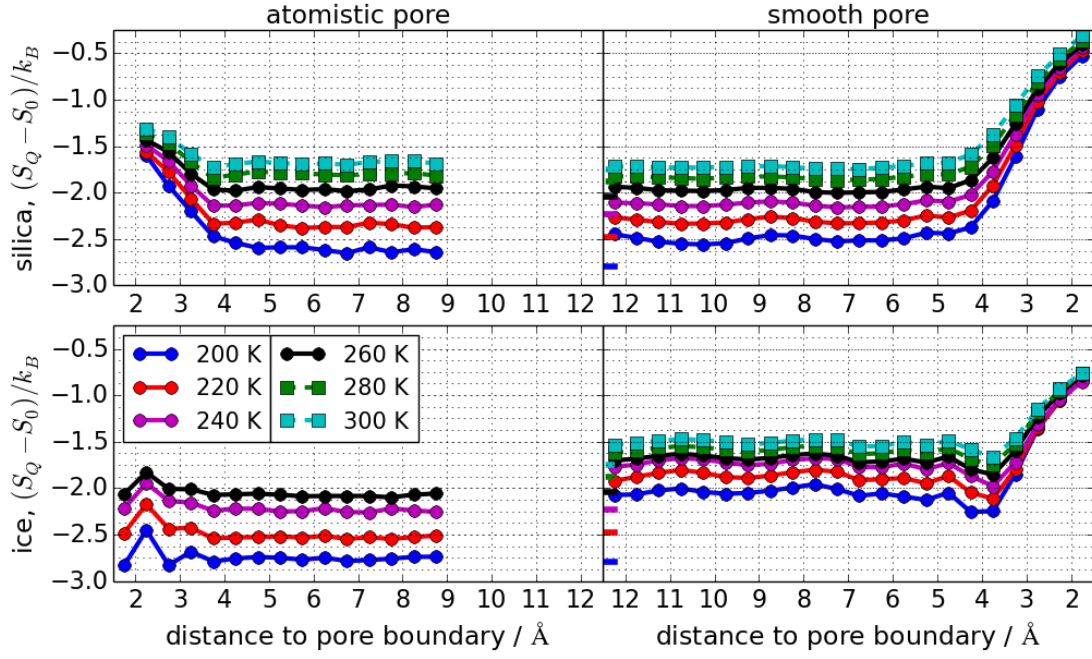 atomistic pore smooth pore
silica, (S_Q − S_0)/k_B
−0.5
−1.0
−1.5
−2.0
−2.5
−3.0
2 3 4 5 6 7 8 9 10 11 12 12 11 10 9 8 7 6 5 4 3 2
ice, (S_Q − S_0)/k_B
−0.5
−1.0
−1.5
−2.0
−2.5
−3.0
200 K 260 K
220 K 280 K
240 K 300 K
2 3 4 5 6 7 8 9 10 11 12 12 11 10 9 8 7 6 5 4 3 2
distance to pore boundary / Å distance to pore boundary / Å